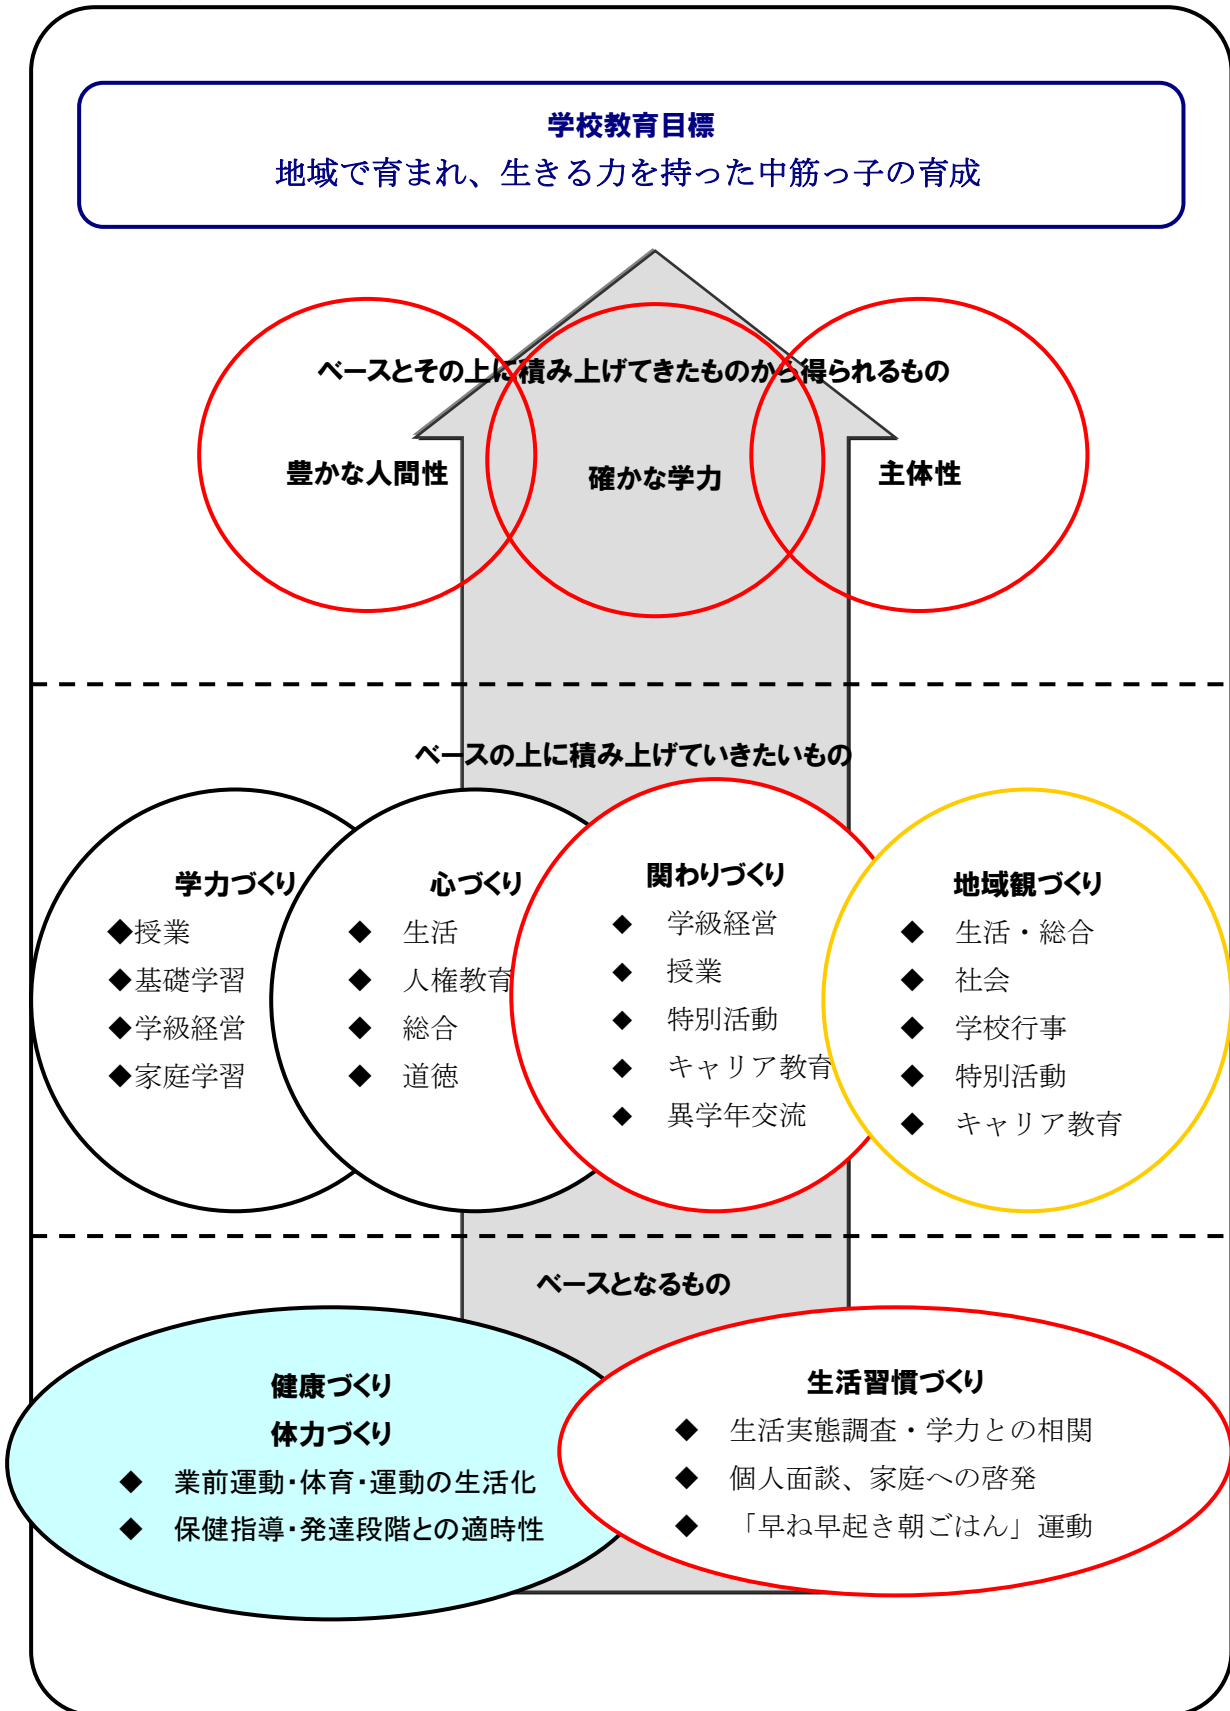 学校教育目標
地域で育まれ、生きる力を持った中筋っ子の育成
ベースとその上に積み上げてきたものから得られるもの
豊かな人間性
確かな学力
主体性
ベースの上に積み上げていきたいもの
学力づくり
◆授業
◆基礎学習
◆学級経営
◆家庭学習
心づくり
◆ 生活
◆ 人権教育
◆ 総合
◆ 道徳
関わりづくり
◆ 学級経営
◆ 授業
◆ 特別活動
◆ キャリア教育
◆ 異学年交流
地域観づくり
◆ 生活・総合
◆ 社会
◆ 学校行事
◆ 特別活動
◆ キャリア教育
ベースとなるもの
健康づくり
体力づくり
◆ 業前運動・体育・運動の生活化
◆ 保健指導・発達段階との適時性
生活習慣づくり
◆ 生活実態調査・学力との相関
◆ 個人面談、家庭への啓発
◆ 「早ね早起き朝ごはん」運動